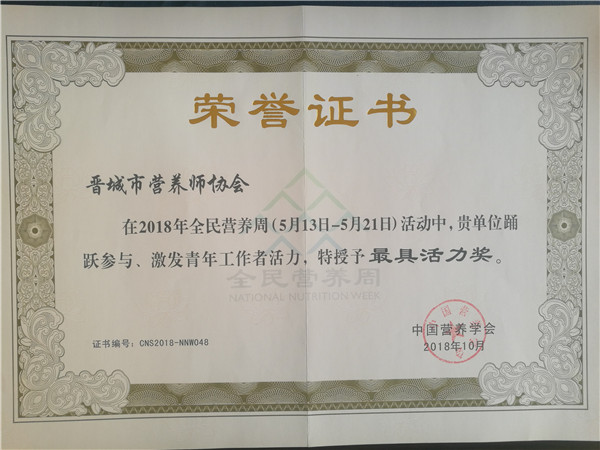 荣誉证书
晋城市营养师协会
在2018年全民营养周(5月13日-5月21日)活动中,贵单位踊
跃参与、激发青年工作者活力,特授予 最具活力奖。
全民营养周
NATIONAL NUTRITION WEEK
中国营养学会
2018年10月
证书编号:CNS2018-NNW048